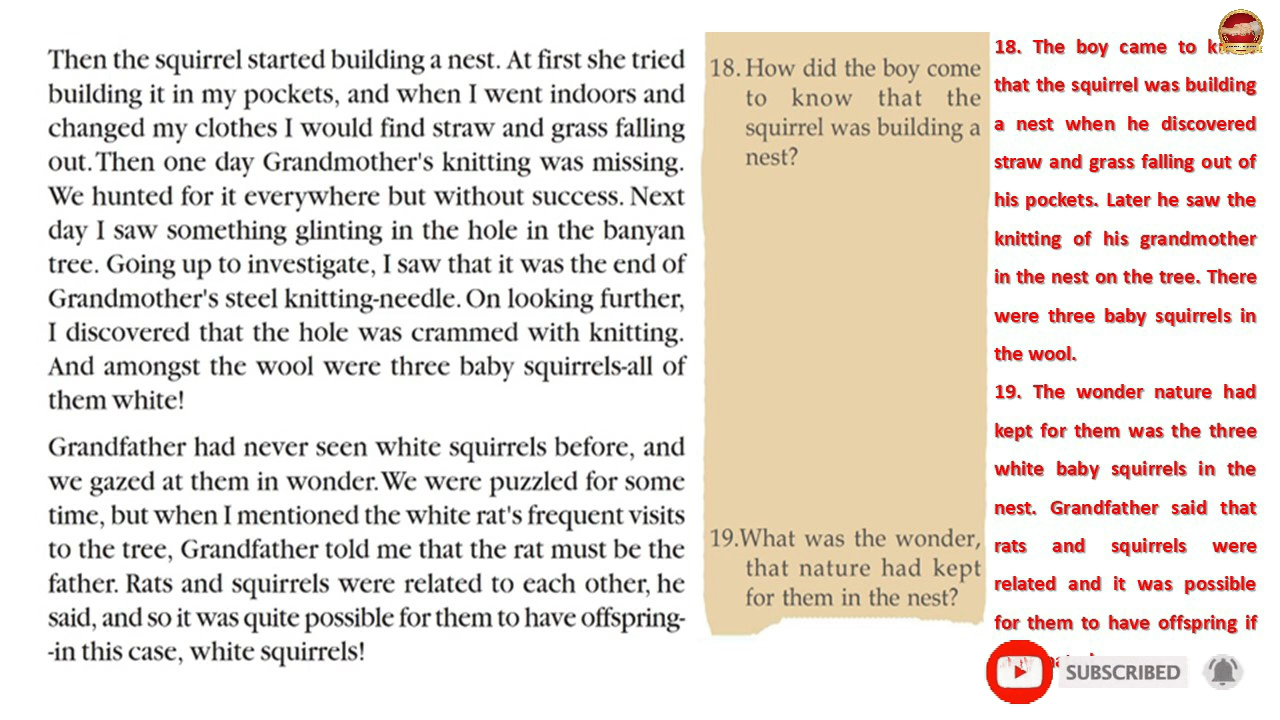 Then the squirrel started building a nest. At first she tried
building it in my pockets, and when I went indoors and
changed my clothes I would find straw and grass falling
out. Then one day Grandmother's knitting was missing.
We hunted for it everywhere but without success. Next
day I saw something glinting in the hole in the banyan
tree. Going up to investigate, I saw that it was the end of
Grandmother's steel knitting-needle. On looking further,
I discovered that the hole was crammed with knitting.
And amongst the wool were three baby squirrels-all of
them white!
Grandfather had never seen white squirrels before, and
we gazed at them in wonder. We were puzzled for some
time, but when I mentioned the white rat's frequent visits
to the tree, Grandfather told me that the rat must be the
father. Rats and squirrels were related to each other, he
said, and so it was quite possible for them to have offspring-
-in this case, white squirrels!
18. How did the boy come
to know that the
squirrel was building a
nest?
19.What was the wonder,
that nature had kept
for them in the nest?
18. The boy came to
that the squirrel was building
a nest when he discovered
straw and grass falling out of
his pockets. Later he saw the
knitting of his grandmother
in the nest on the tree. There
were three baby squirrels in
the wool.
19. The wonder nature had
kept for them was the three
white baby squirrels in the
nest. Grandfather said that
rats and squirrels were
related and it was possible
for them to have offspring if
SUBSCRIBED